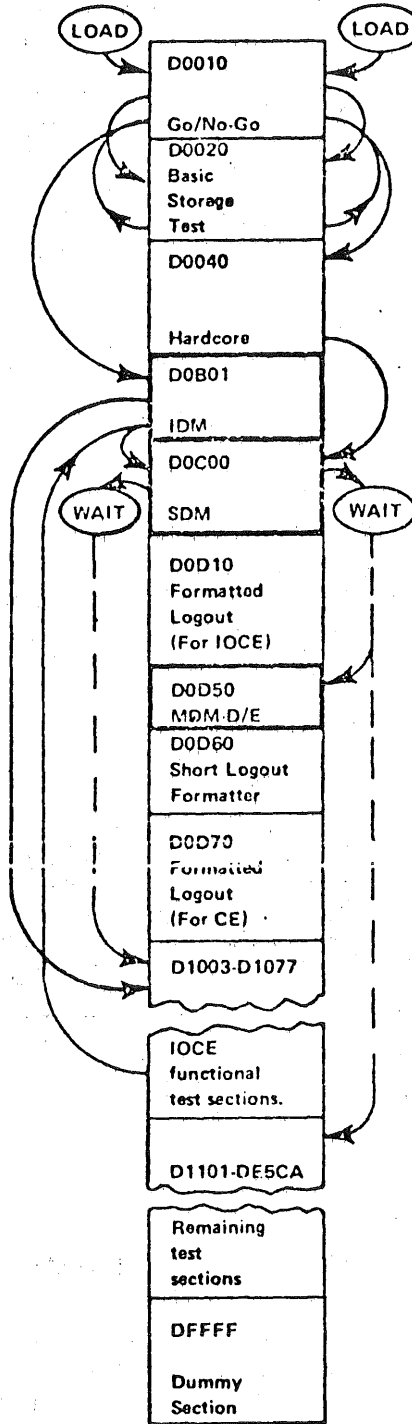 LOAD
LOAD
D0010
Go/No-Go
D0020
Basic
Storage
Test
D0040
Hardcore
D0B01
IDM
D0C00
WAIT
WAIT
SDM
D0D10
Formatted
Logout
(For IOCE)
D0D50
MDM-D/E
D0D60
Short Logout
Formatter
D0D70
Formatted
Logout
(For CE)
D1003-D1077
IOCE
functional
test sections.
D1101-DE5CA
Remaining
test
sections
DFFFF
Dummy
Section